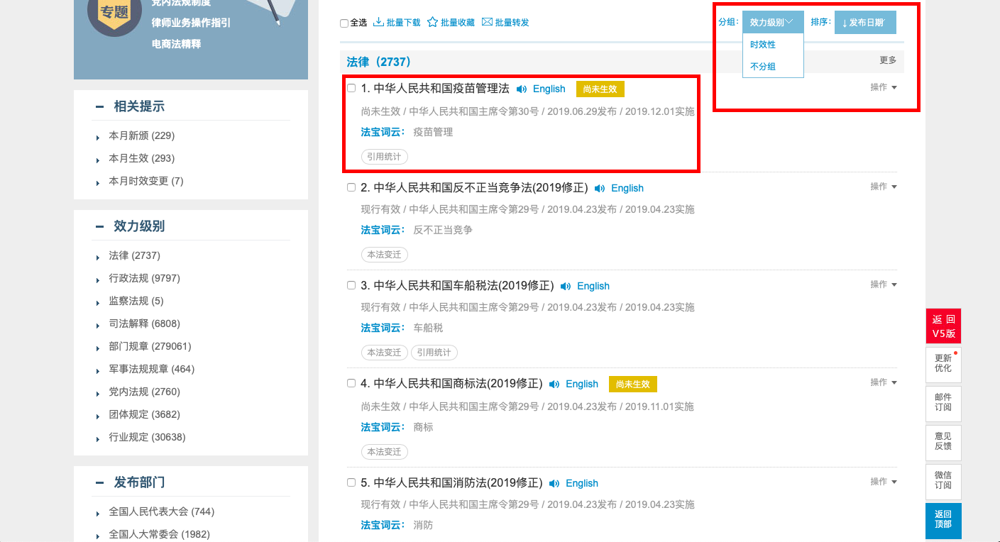 专题
党内法规制度
律师业务操作指引
电商法精释
相关提示
本月新颁 (229)
本月生效 (293)
本月时效变更 (7)
效力级别
法律 (2737)
行政法规 (9797)
监察法规 (5)
司法解释 (6808)
部门规章 (279061)
军事法规规章 (464)
党内法规 (2760)
团体规定 (3682)
行业规定 (30638)
发布部门
全国人民代表大会 (744)
全国人大常委会 (1982)
全选 批量下载 批量收藏 批量转发
分组： 效力级别 排序： ↓发布日期
时效性
不分组
法律（2737） 更多
1. 中华人民共和国疫苗管理法 English 尚未生效 操作
尚未生效 / 中华人民共和国主席令第30号 / 2019.06.29发布 / 2019.12.01实施
法宝词云： 疫苗管理
引用统计
2. 中华人民共和国反不正当竞争法(2019修正) English 操作
现行有效 / 中华人民共和国主席令第29号 / 2019.04.23发布 / 2019.04.23实施
法宝词云： 反不正当竞争
本法变迁
3. 中华人民共和国车船税法(2019修正) English 操作
现行有效 / 中华人民共和国主席令第29号 / 2019.04.23发布 / 2019.04.23实施
法宝词云： 车船税
本法变迁 引用统计
4. 中华人民共和国商标法(2019修正) English 尚未生效 操作
尚未生效 / 中华人民共和国主席令第29号 / 2019.04.23发布 / 2019.11.01实施
法宝词云： 商标
本法变迁
5. 中华人民共和国消防法(2019修正) English 操作
现行有效 / 中华人民共和国主席令第29号 / 2019.04.23发布 / 2019.04.23实施
法宝词云： 消防
返 回
V5版
更新
优化
邮件
订阅
意见
反馈
微信
订阅
返回
顶部